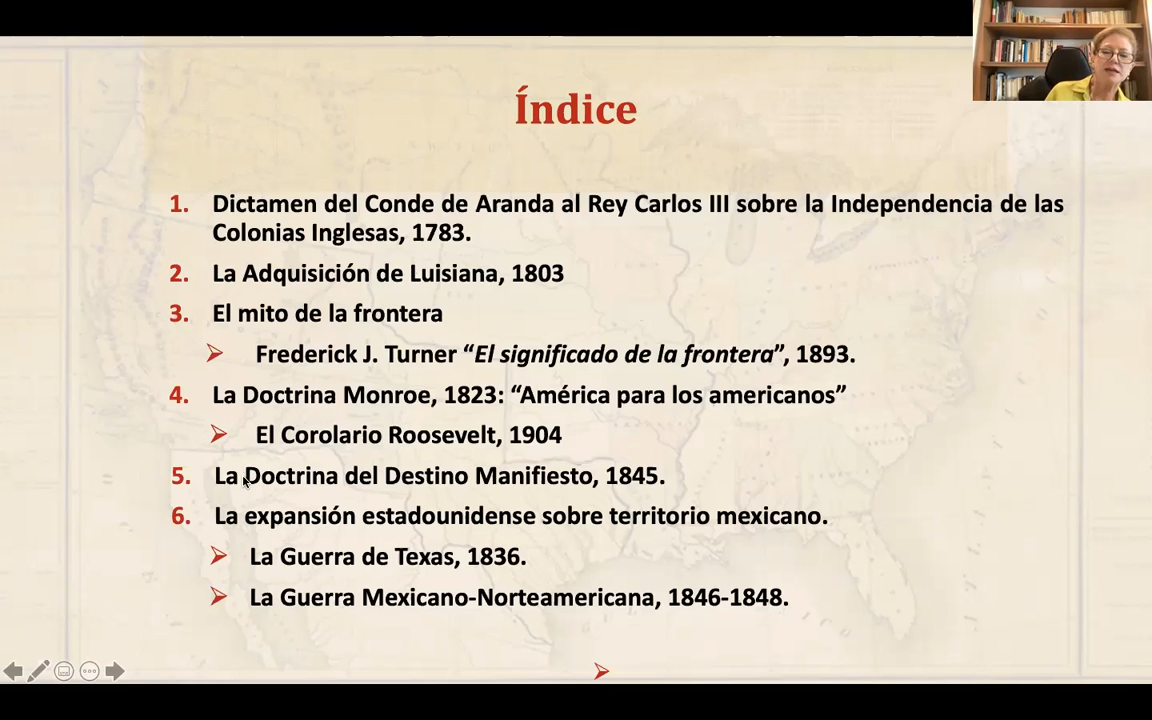 Índice
1. Dictamen del Conde de Aranda al Rey Carlos III sobre la Independencia de las
Colonias Inglesas, 1783.
2. La Adquisición de Luisiana, 1803
3. El mito de la frontera
Frederick J. Turner “El significado de la frontera”, 1893.
4. La Doctrina Monroe, 1823: “América para los americanos”
El Corolario Roosevelt, 1904
5. La Doctrina del Destino Manifiesto, 1845.
6. La expansión estadounidense sobre territorio mexicano.
La Guerra de Texas, 1836.
La Guerra Mexicano-Norteamericana, 1846-1848.